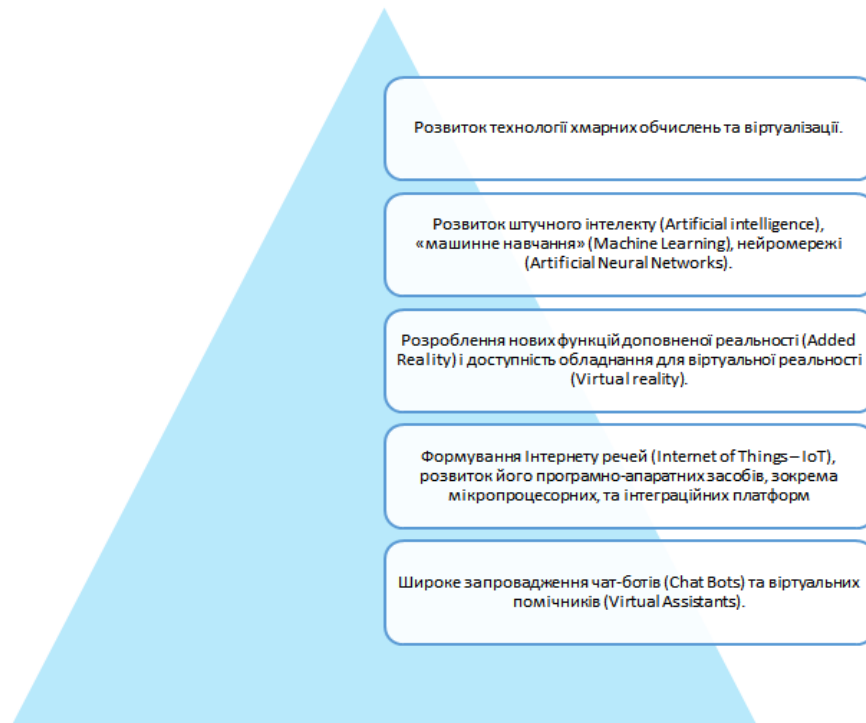 Розвиток технології хмарних обчислень та віртуалізації.
Розвиток штучного інтелекту (Artificial intelligence),
«машинне навчання» (Machine Learning), нейромережі
(Artificial Neural Networks).
Розроблення нових функцій доповненої реальності (Added
Reality) і доступність обладнання для віртуальної реальності
(Virtual reality).
Формування Інтернету речей (Internet of Things – IoT),
розвиток його програмно-апаратних засобів, зокрема
мікропроцесорних, та інтеграційних платформ
Широке запровадження чат-ботів (Chat Bots) та віртуальних
помічників (Virtual Assistants).